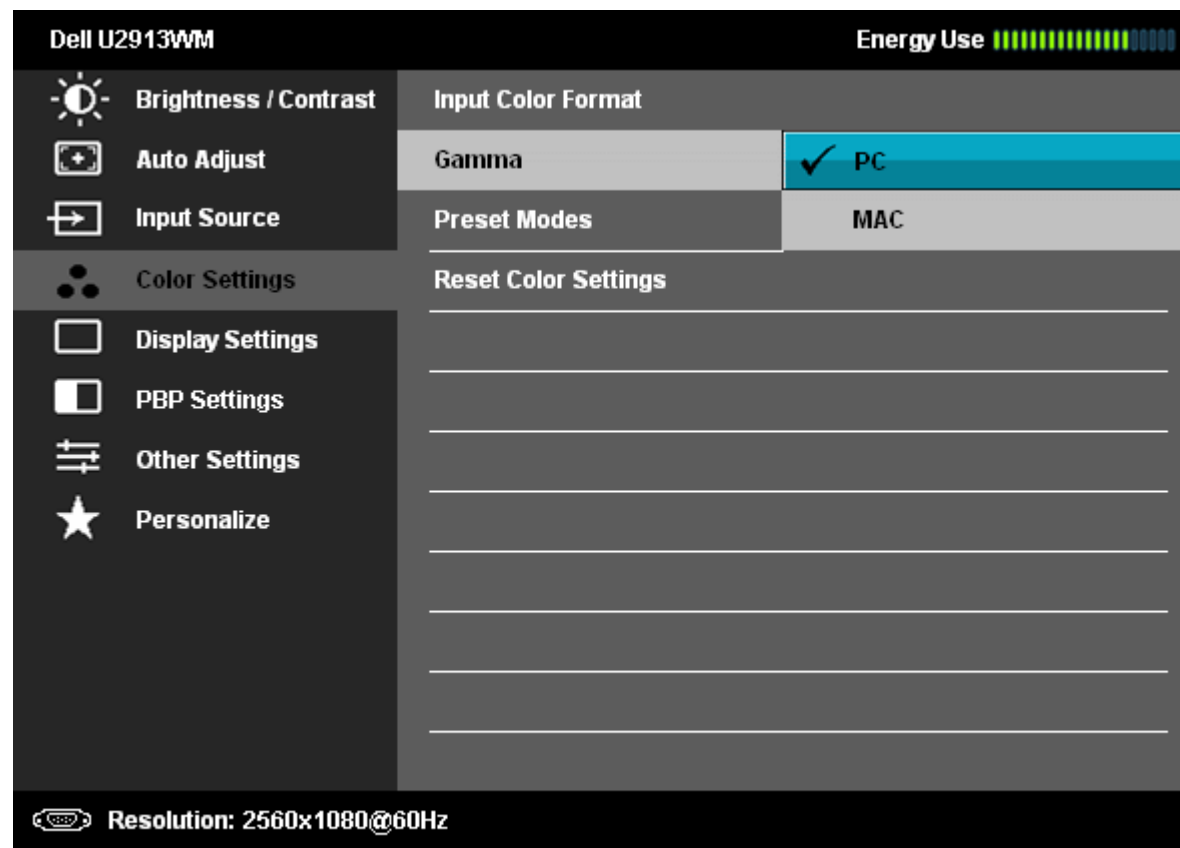 Dell U2913WM Energy Use
Brightness / Contrast Input Color Format
Auto Adjust Gamma PC
Input Source Preset Modes MAC
Color Settings Reset Color Settings
Display Settings
PBP Settings
Other Settings
Personalize
Resolution: 2560x1080@60Hz